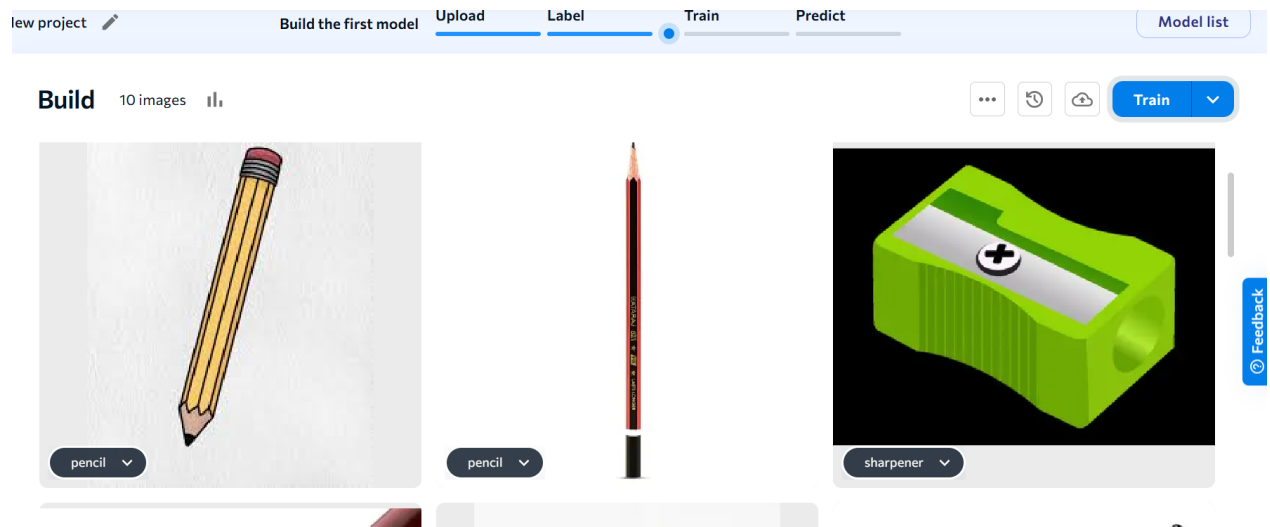 lew project
Build the first model
Upload
Label
Train
Predict
Model list
Build
10 images
Train
Feedback
pencil
pencil
sharpener